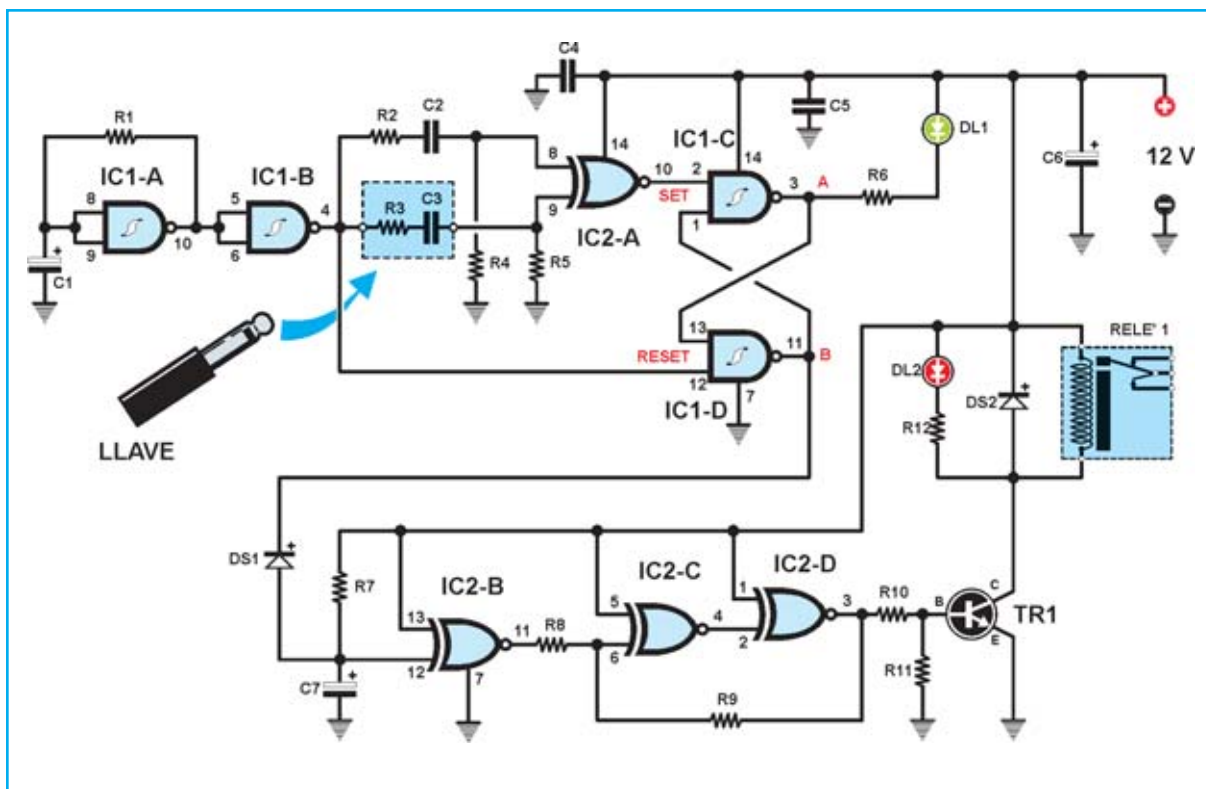 C4
R1
R2
C2
IC1-C
C5
DL1
C6
12 V
IC1-A
IC1-B
8
14
2
14
10
3
A
R6
SET
8
9
10
5
6
4
R3
C3
9
1
IC2-A
C1
R4
R5
13
11
B
RESET
12
7
IC1-D
RELE' 1
DL2
DS2
R12
LLAVE
DS1
R7
IC2-B
IC2-C
IC2-D
13
11
R8
5
4
1
3
R10
B
C
TR1
12
7
6
2
E
R11
C7
R9